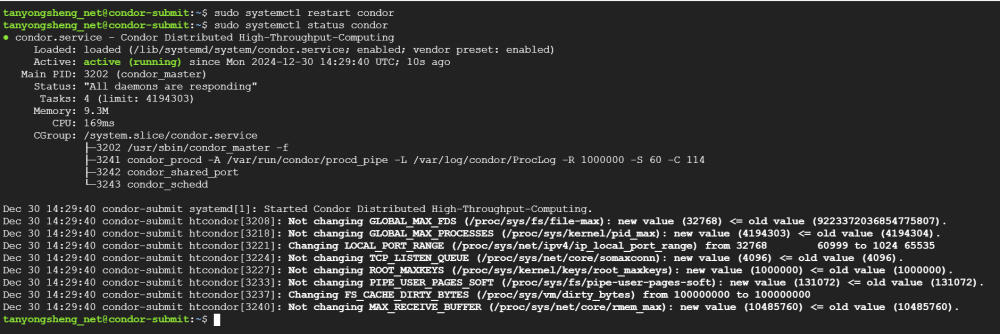 tanyongsheng_net@condor-submit:~$ sudo systemctl restart condor
tanyongsheng_net@condor-submit:~$ sudo systemctl status condor
● condor.service - Condor Distributed High-Throughput-Computing
Loaded: loaded (/lib/systemd/system/condor.service; enabled; vendor preset: enabled)
Active: active (running) since Mon 2024-12-30 14:29:40 UTC; 10s ago
Main PID: 3202 (condor_master)
Status: "All daemons are responding"
Tasks: 4 (limit: 4194303)
Memory: 9.3M
CPU: 169ms
CGroup: /system.slice/condor.service
├─3202 /usr/sbin/condor_master -f
├─3241 condor_procd -A /var/run/condor/procd_pipe -L /var/log/condor/ProcLog -R 1000000 -S 60 -C 114
├─3242 condor_shared_port
└─3243 condor_schedd
Dec 30 14:29:40 condor-submit systemd[1]: Started Condor Distributed High-Throughput-Computing.
Dec 30 14:29:40 condor-submit htcondor[3208]: Not changing GLOBAL_MAX_FDS (/proc/sys/fs/file-max): new value (32768) <= old value (9223372036854775807).
Dec 30 14:29:40 condor-submit htcondor[3218]: Not changing GLOBAL_MAX_PROCESSES (/proc/sys/kernel/pid_max): new value (4194303) <= old value (4194304).
Dec 30 14:29:40 condor-submit htcondor[3221]: Changing LOCAL_PORT_RANGE (/proc/sys/net/ipv4/ip_local_port_range) from 32768 60999 to 1024 65535
Dec 30 14:29:40 condor-submit htcondor[3224]: Not changing TCP_LISTEN_QUEUE (/proc/sys/net/core/somaxconn): new value (4096) <= old value (4096).
Dec 30 14:29:40 condor-submit htcondor[3227]: Not changing ROOT_MAXKEYS (/proc/sys/kernel/keys/root_maxkeys): new value (1000000) <= old value (1000000).
Dec 30 14:29:40 condor-submit htcondor[3233]: Not changing PIPE_USER_PAGES_SOFT (/proc/sys/fs/pipe-user-pages-soft): new value (131072) <= old value (131072).
Dec 30 14:29:40 condor-submit htcondor[3237]: Changing FS_CACHE_DIRTY_BYTES (/proc/sys/vm/dirty_bytes) from 100000000 to 100000000
Dec 30 14:29:40 condor-submit htcondor[3240]: Not changing MAX_RECEIVE_BUFFER (/proc/sys/net/core/rmem_max): new value (10485760) <= old value (10485760).
tanyongsheng_net@condor-submit:~$